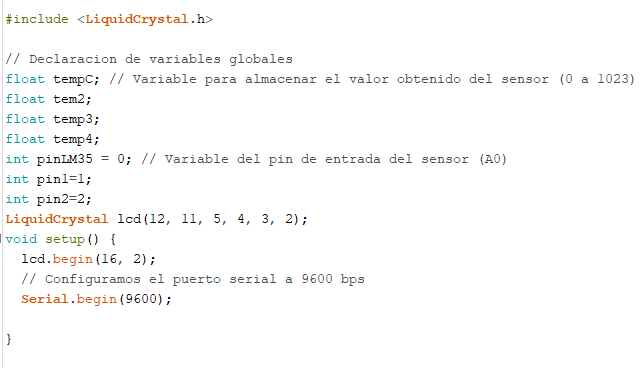 #include <LiquidCrystal.h>
// Declaracion de variables globales
float tempC; // Variable para almacenar el valor obtenido del sensor (0 a 1023)
float tem2;
float temp3;
float temp4;
int pinLM35 = 0; // Variable del pin de entrada del sensor (A0)
int pin1=1;
int pin2=2;
LiquidCrystal lcd(12, 11, 5, 4, 3, 2);
void setup() {
  lcd.begin(16, 2);
  // Configuramos el puerto serial a 9600 bps
  Serial.begin(9600);
}